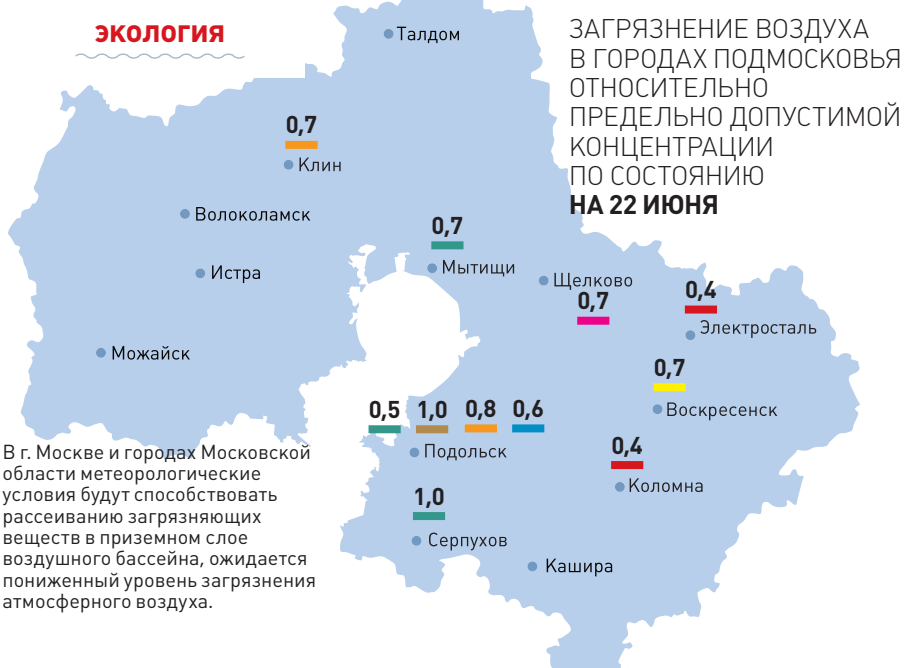 ЭКОЛОГИЯ
ЗАГРЯЗНЕНИЕ ВОЗДУХА
В ГОРОДАХ ПОДМОСКОВЬЯ
ОТНОСИТЕЛЬНО
ПРЕДЕЛЬНО ДОПУСТИМОЙ
КОНЦЕНТРАЦИИ
ПО СОСТОЯНИЮ
НА 22 ИЮНЯ
Талдом
0,7
Клин
Волоколамск
0,7
Мытищи
Истра
Щелково
0,7
0,4
Электросталь
Можайск
0,7
Воскресенск
0,5 1,0 0,8 0,6
Подольск
0,4
Коломна
1,0
Серпухов
Кашира
В г. Москве и городах Московской
области метеорологические
условия будут способствовать
рассеиванию загрязняющих
веществ в приземном слое
воздушного бассейна, ожидается
пониженный уровень загрязнения
атмосферного воздуха.